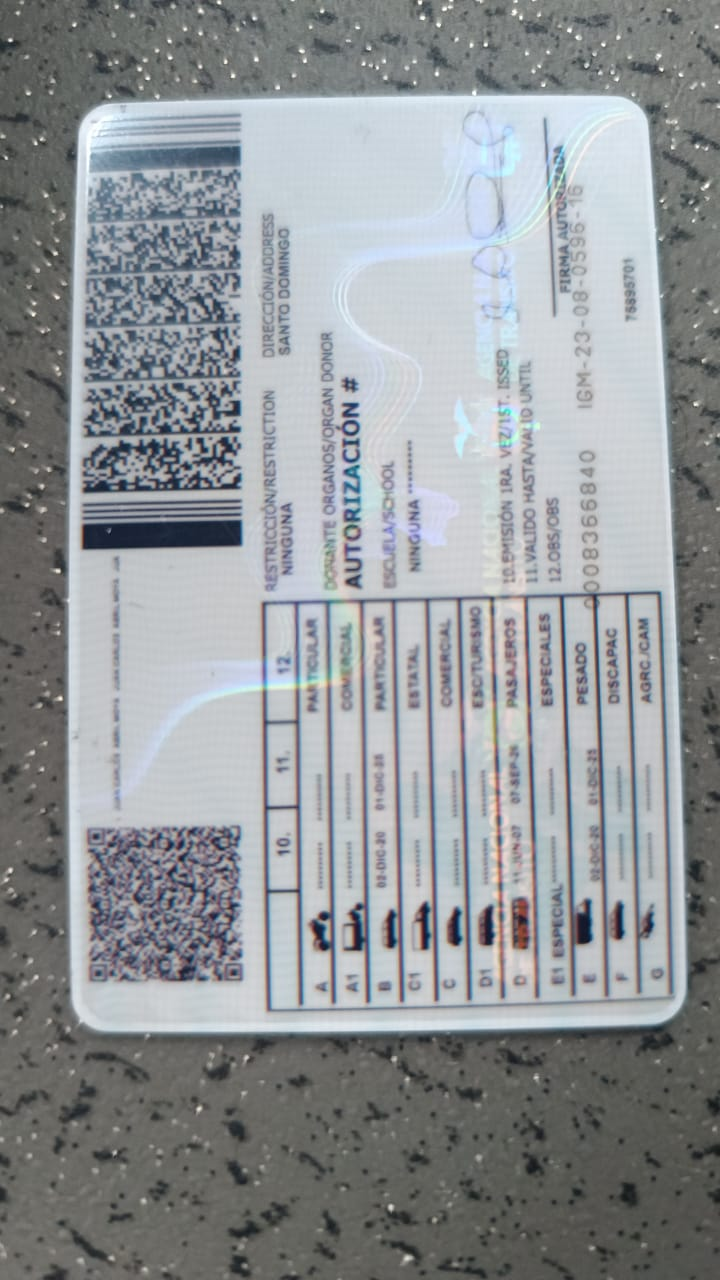 RESTRICCIÓN/RESTRICTION DIRECCIÓN/ADDRESS
NINGUNA SANTO DOMINGO
DONANTE ORGANOS/ORGAN DONOR
AUTORIZACIÓN #
ESCUELA/SCHOOL
NINGUNA **********
10.EMISIÓN 1RA. VEZ/1ST. ISSED
11.VALIDO HASTA/VALID UNTIL
12.OBS/OBS
FIRMA AUTORIZADA
0008366840 IGM-23-08-0596-16
75895701
10. 11. 12.
A ********** ********** PARTICULAR
A1 ********** ********** COMERCIAL
B 02-DIC-20 01-DIC-25 PARTICULAR
C1 ********** ********** ESTATAL
C ********** ********** COMERCIAL
D1 ********** ********** ESC/TURISMO
D 11-JUN-07 07-SEP-26 PASAJEROS
E1 ESPECIAL ********** ********** ESPECIALES
E 02-DIC-20 01-DIC-25 PESADO
F ********** ********** DISCAPAC
G ********** ********** AGRC./CAM